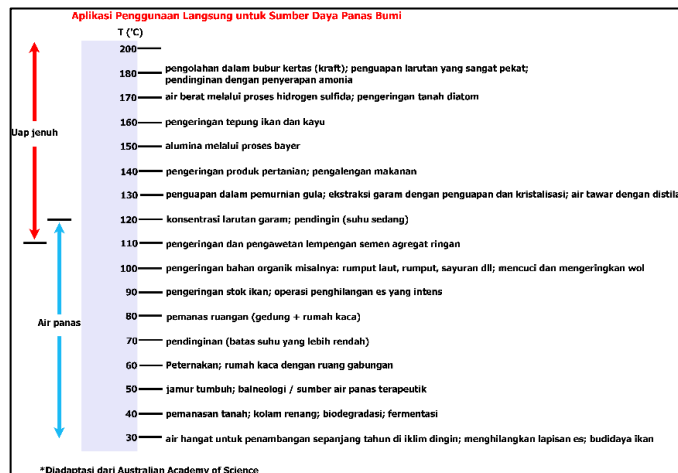 Aplikasi Penggunaan Langsung untuk Sumber Daya Panas Bumi
T (°C)
200
180 pengolahan dalam bubur kertas (kraft); penguapan larutan yang sangat pekat;
pendinginan dengan penyerapan amonia
170 air berat melalui proses hidrogen sulfida; pengeringan tanah diatom
160 pengeringan tepung ikan dan kayu
Uap jenuh
150 alumina melalui proses bayer
140 pengeringan produk pertanian; pengalengan makanan
130 penguapan dalam pemurnian gula; ekstraksi garam dengan penguapan dan kristalisasi; air tawar dengan distila
120 konsentrasi larutan garam; pendingin (suhu sedang)
110 pengeringan dan pengawetan lempengan semen agregat ringan
100 pengeringan bahan organik misalnya: rumput laut, rumput, sayuran dll; mencuci dan mengeringkan wol
90 pengeringan stok ikan; operasi penghilangan es yang intens
80 pemanas ruangan (gedung + rumah kaca)
Air panas
70 pendinginan (batas suhu yang lebih rendah)
60 Peternakan; rumah kaca dengan ruang gabungan
50 jamur tumbuh; balneologi / sumber air panas terapeutik
40 pemanasan tanah; kolam renang; biodegradasi; fermentasi
30 air hangat untuk penambangan sepanjang tahun di iklim dingin; menghilangkan lapisan es; budidaya ikan
*Diadaptasi dari Australian Academy of Science